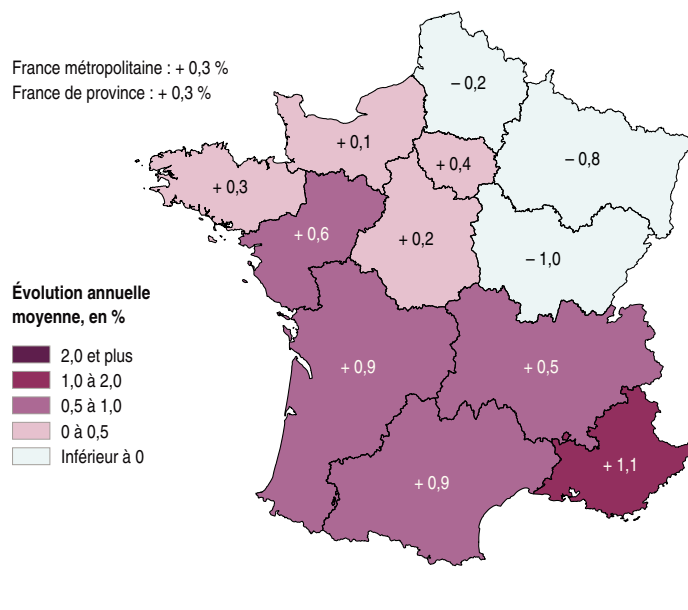 France métropolitaine : + 0,3 %
France de province : + 0,3 %
– 0,2
+ 0,1
+ 0,4
– 0,8
+ 0,3
+ 0,6
+ 0,2
– 1,0
Évolution annuelle
moyenne, en %
2,0 et plus
1,0 à 2,0
0,5 à 1,0
0 à 0,5
Inférieur à 0
+ 0,9
+ 0,5
+ 0,9
+ 1,1